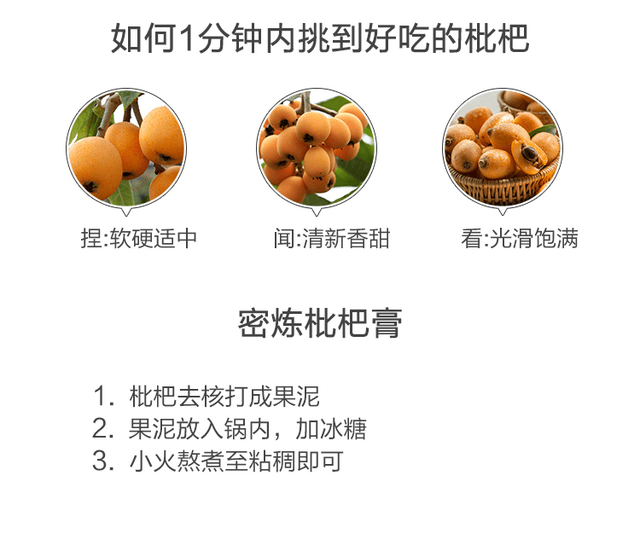 如何1分钟内挑到好吃的枇杷
捏:软硬适中
闻:清新香甜
看:光滑饱满
密炼枇杷膏
1. 枇杷去核打成果泥
2. 果泥放入锅内，加冰糖
3. 小火熬煮至粘稠即可